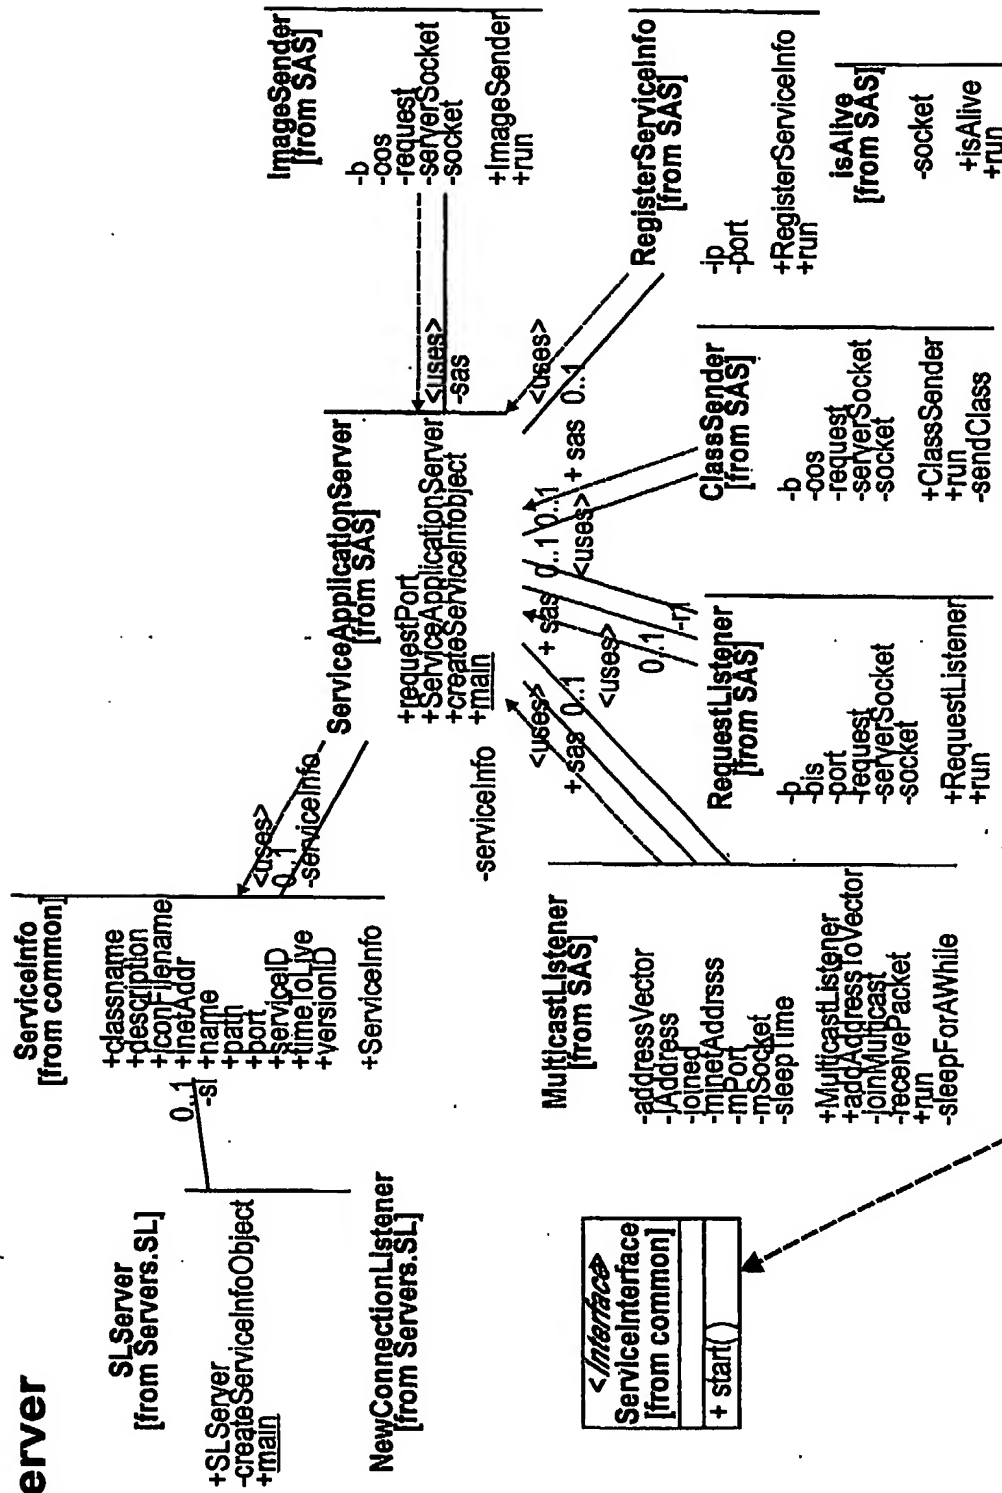 erver
SLServer
[from Servers.SL]
+SLServer
-createServiceInfoObject
+main
NewConnectionListener
[from Servers.SL]
0..1
-si
ServiceInfo
[from common]
+classname
+description
+iconFilename
+inetAddr
+name
+path
+port
+serviceID
+time.ToLive
+versionID
+ServiceInfo
<uses>
0..1
-serviceInfo
ServiceApplicationServer
[from SAS]
+requestPort
+ServiceApplicationServer
+createServiceInfobject
+main
-serviceInfo
<uses>
-sas
ImageSender
[from SAS]
-b
-oos
-request
-serverSocket
-socket
+ImageSender
+run
<Interface>
ServiceInterface
[from common]
+ start()
MulticastListener
[from SAS]
-addressVector
-iAddress
-joined
-minetAddrsss
-mPort
-mSocket
-sleepTime
+MulticastListener
+addAddressToVector
-joinMulticast
-receivePacket
+run
-sleepForAWhile
<uses>
+ sas 0..1
RequestListener
[from SAS]
-b
-bis
-port
-request
-serverSocket
-socket
+RequestListener
+run
<uses>
0..1
-rl
+ sas 0..1
ClassSender
[from SAS]
-b
-oos
-request
-serverSocket
-socket
+ClassSender
+run
-sendClass
<uses>
0..1
+ sas 0..1
<uses>
RegisterServiceInfo
[from SAS]
-ip
-port
+RegisterServiceInfo
+run
isAlive
[from SAS]
-socket
+isAlive
+run